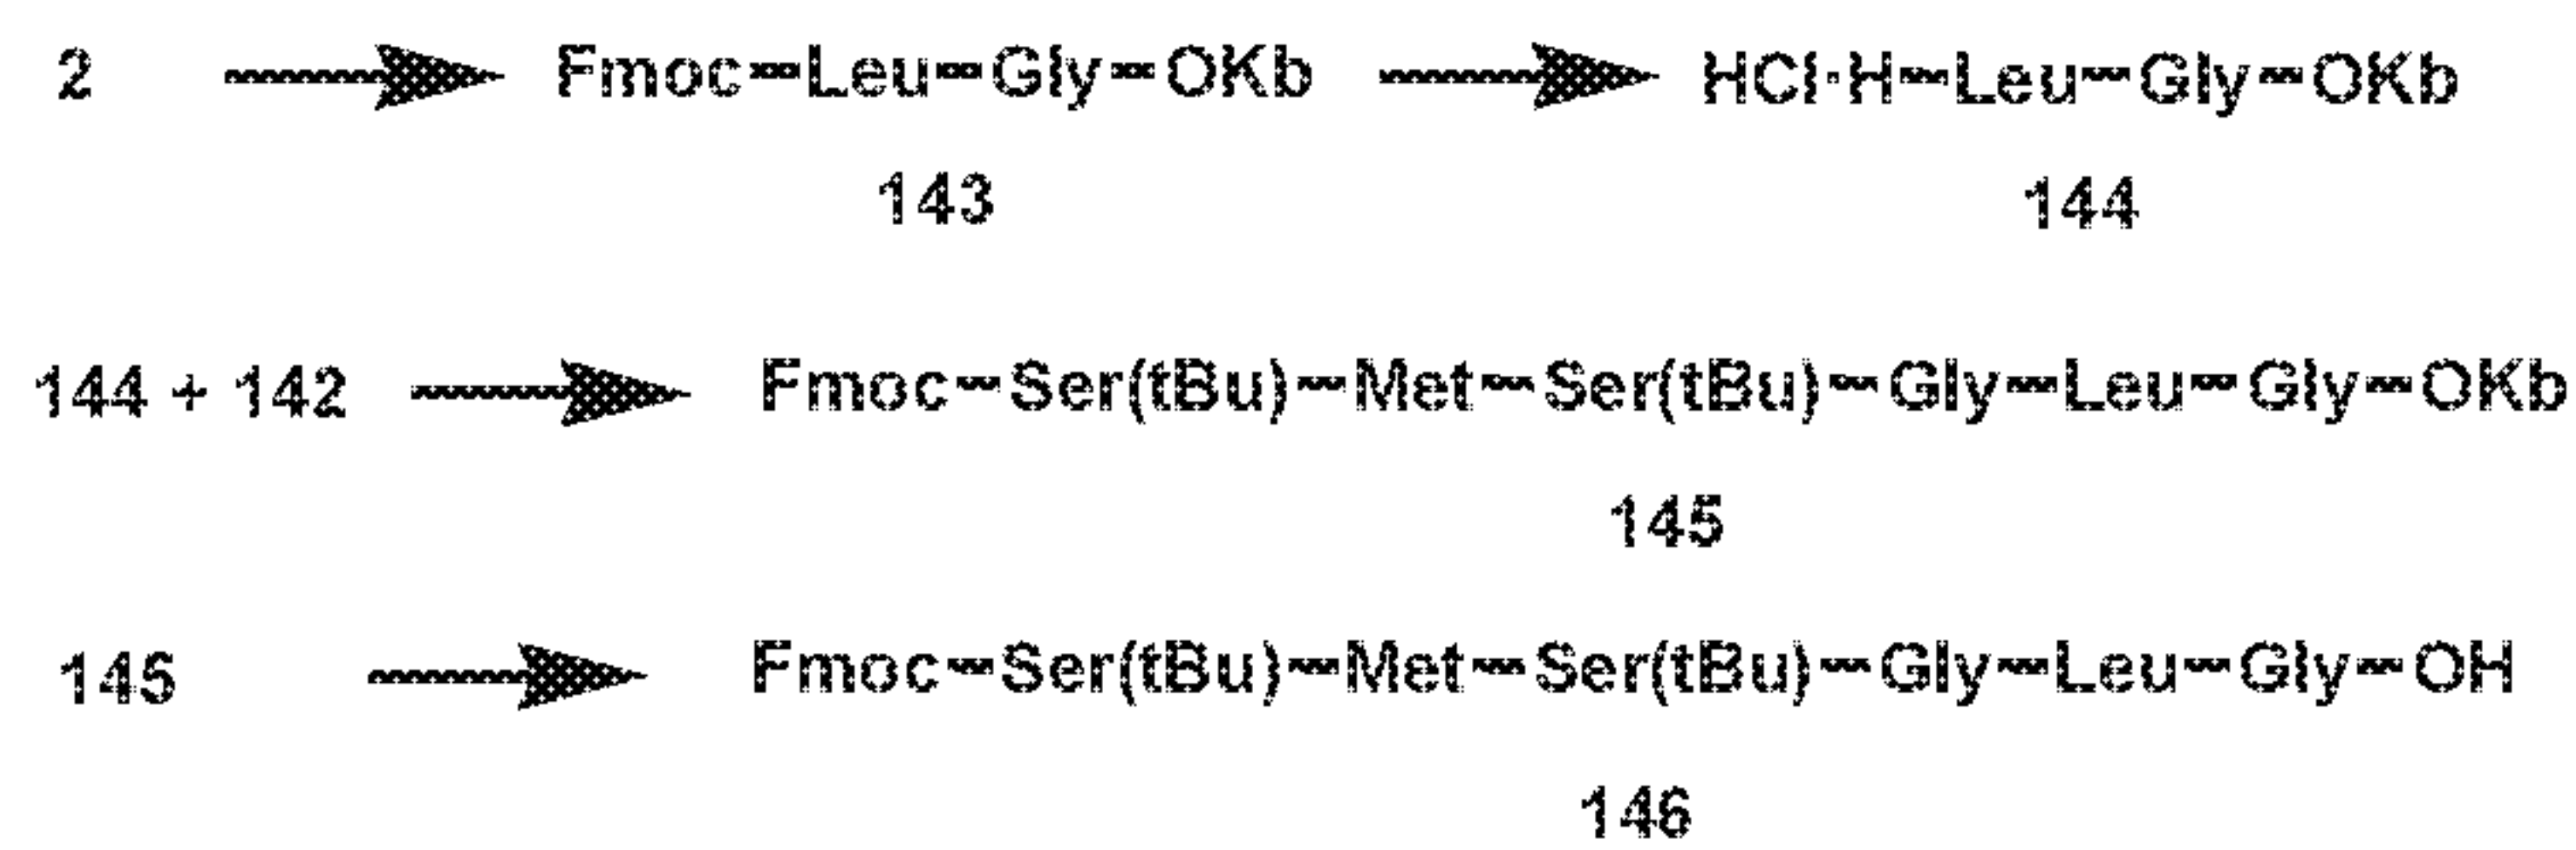 2 Fmoc-Leu-Gly-OKb HCl·H-Leu-Gly-OKb
143 144
144 + 142 Fmoc-Ser(tBu)-Met-Ser(tBu)-Gly-Leu-Gly-OKb
145
145 Fmoc-Ser(tBu)-Met-Ser(tBu)-Gly-Leu-Gly-OH
146